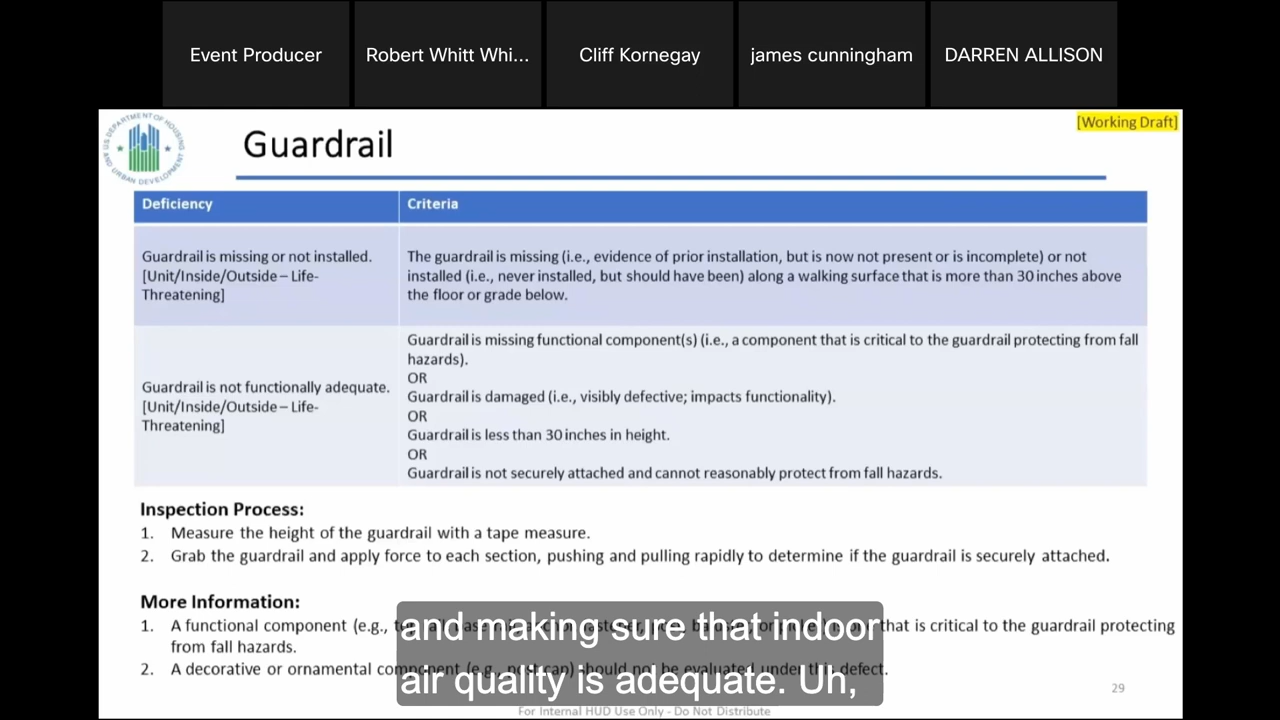 Event Producer
Robert Whitt Whi...
Cliff Kornegay
james cunningham
DARREN ALLISON
[Working Draft]
U.S. DEPARTMENT OF HOUSING AND URBAN DEVELOPMENT
Guardrail
Deficiency
Criteria
Guardrail is missing or not installed.
[Unit/Inside/Outside – Life-
Threatening]
The guardrail is missing (i.e., evidence of prior installation, but is now not present or is incomplete) or not
installed (i.e., never installed, but should have been) along a walking surface that is more than 30 inches above
the floor or grade below.
Guardrail is not functionally adequate.
[Unit/Inside/Outside – Life-
Threatening]
Guardrail is missing functional component(s) (i.e., a component that is critical to the guardrail protecting from fall
hazards).
OR
Guardrail is damaged (i.e., visibly defective; impacts functionality).
OR
Guardrail is less than 30 inches in height.
OR
Guardrail is not securely attached and cannot reasonably protect from fall hazards.
Inspection Process:
1. Measure the height of the guardrail with a tape measure.
2. Grab the guardrail and apply force to each section, pushing and pulling rapidly to determine if the guardrail is securely attached.
More Information:
1. A functional component (e.g., that is critical to the guardrail protecting
from fall hazards.
2. A decorative or ornamental component (e.g., post cap) should not be evaluated under this defect.
and making sure that indoor
air quality is adequate. Uh,
29
For Internal HUD Use Only - Do Not Distribute